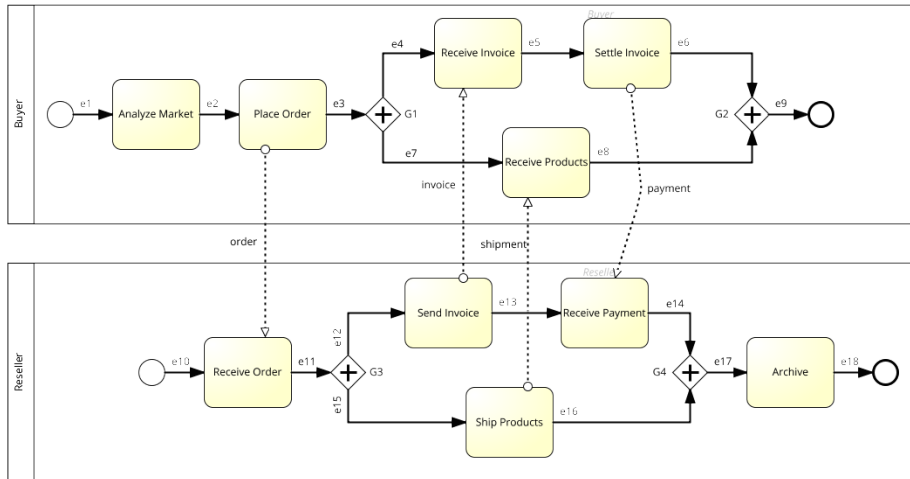 Buyer
Buyer
e1
Analyze Market
e2
Place Order
e3
G1
e4
Receive Invoice
e5
Settle Invoice
e6
e7
Receive Products
e8
G2
e9
order
invoice
shipment
payment
Reseller
Reselle
e10
Receive Order
e11
G3
e12
Send Invoice
e13
Receive Payment
e14
e15
Ship Products
e16
G4
e17
Archive
e18